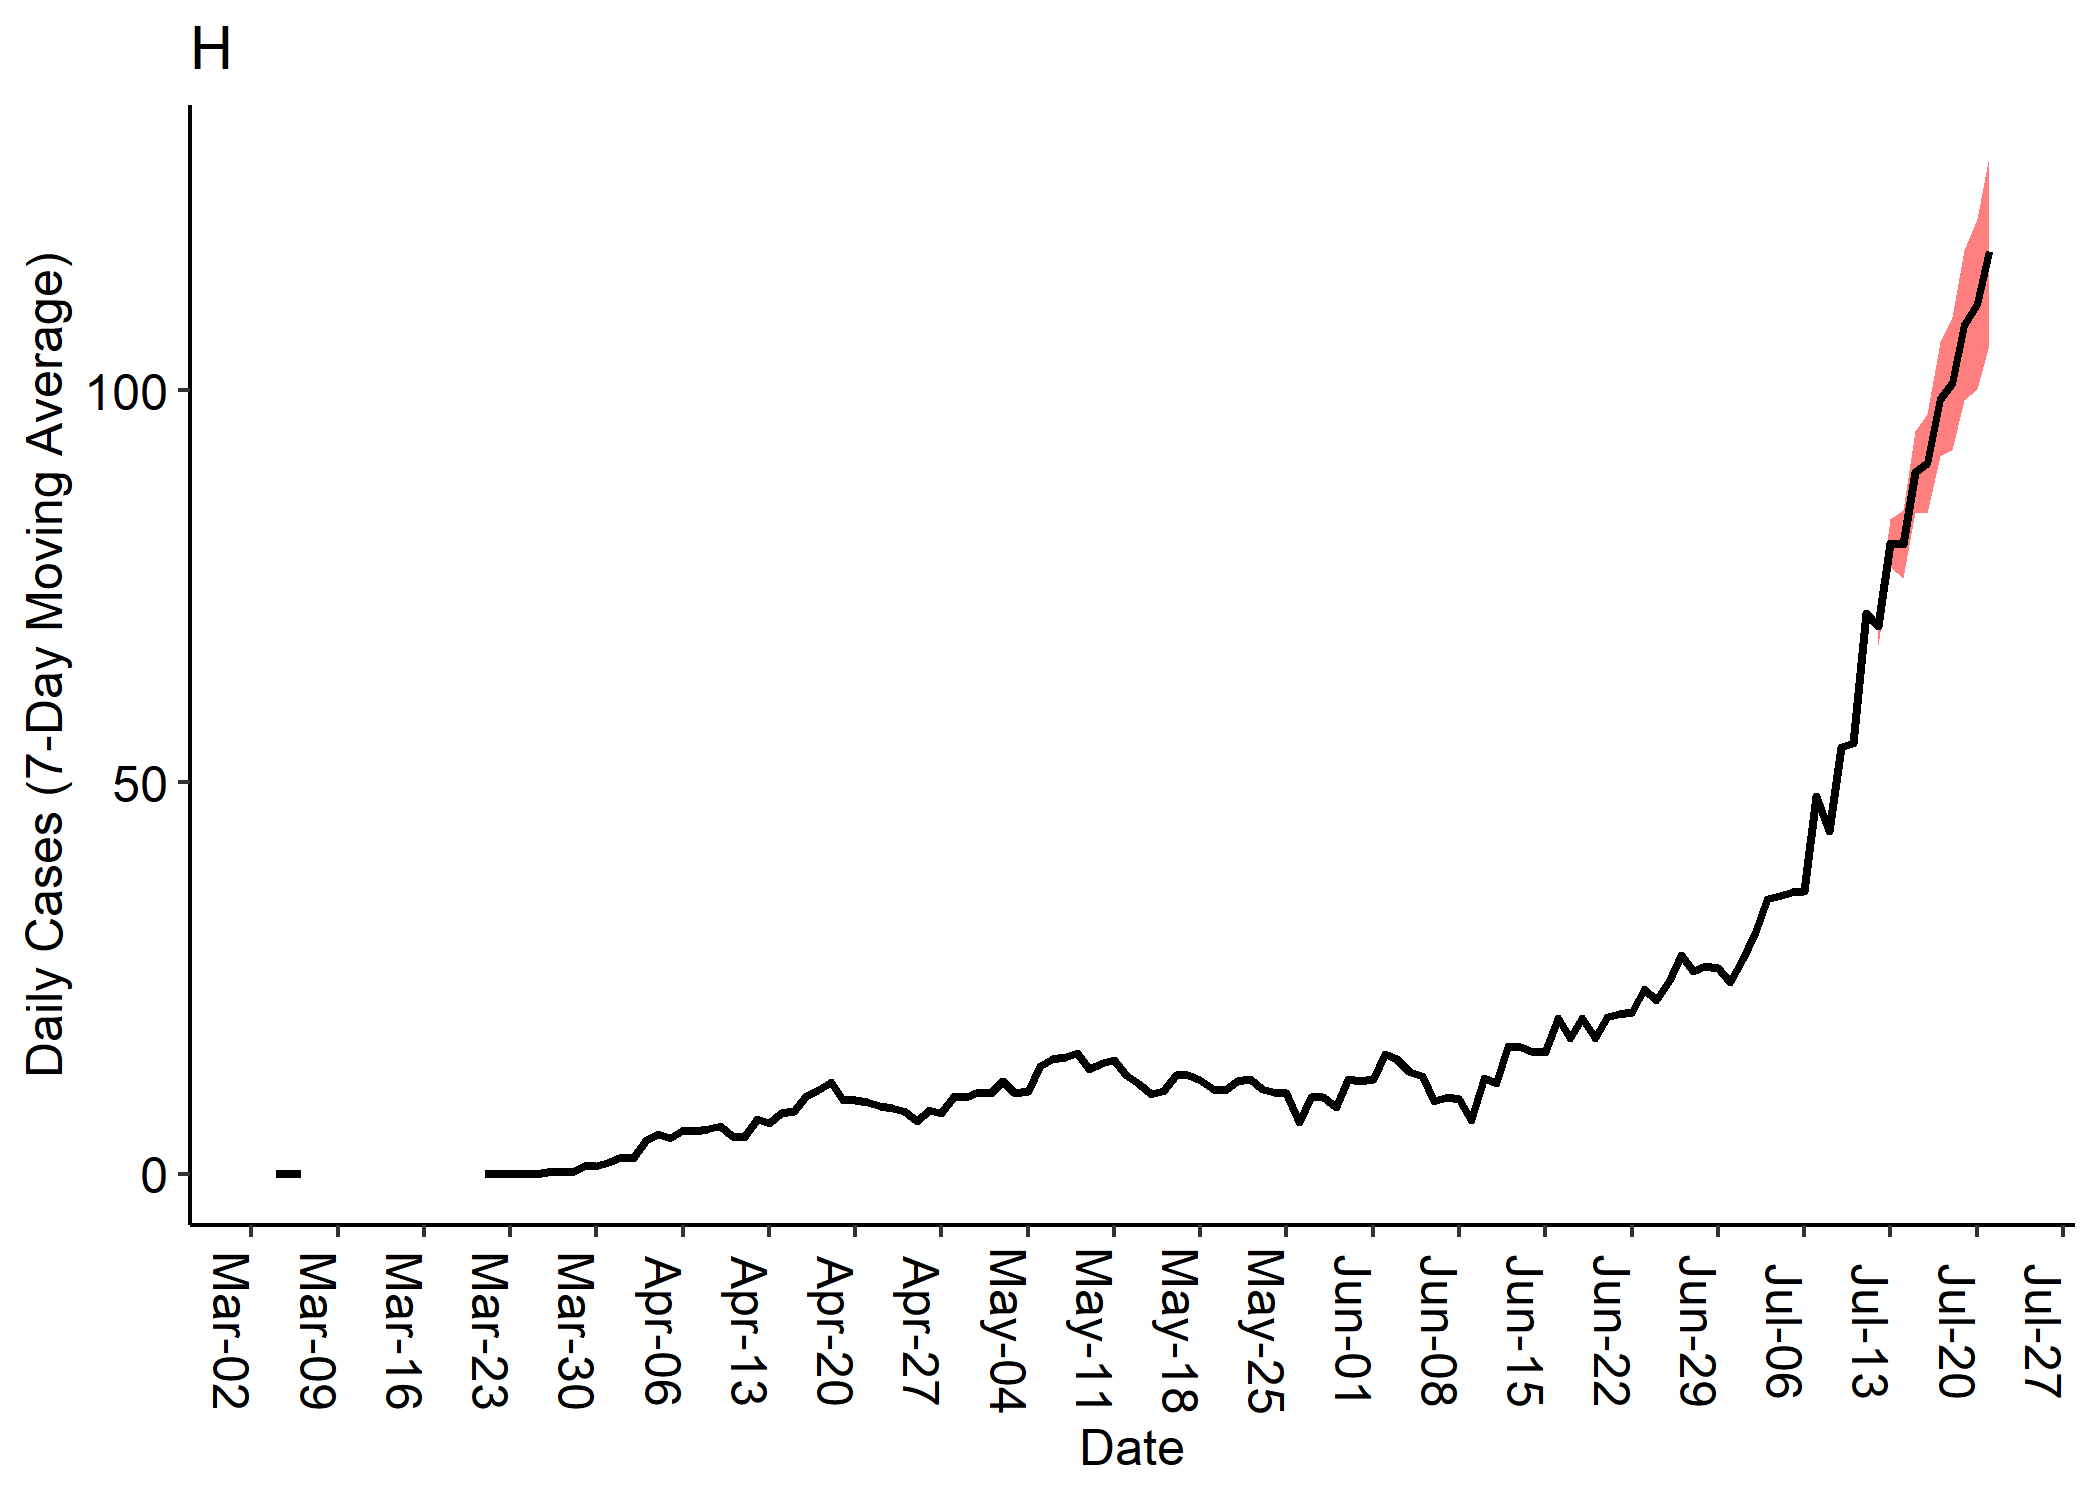 H
Daily Cases (7-Day Moving Average)
100
50
0
Mar-02
Mar-09
Mar-16
Mar-23
Mar-30
Apr-06
Apr-13
Apr-20
Apr-27
May-04
May-11
May-18
May-25
Jun-01
Jun-08
Jun-15
Jun-22
Jun-29
Jul-06
Jul-13
Jul-20
Jul-27
Date